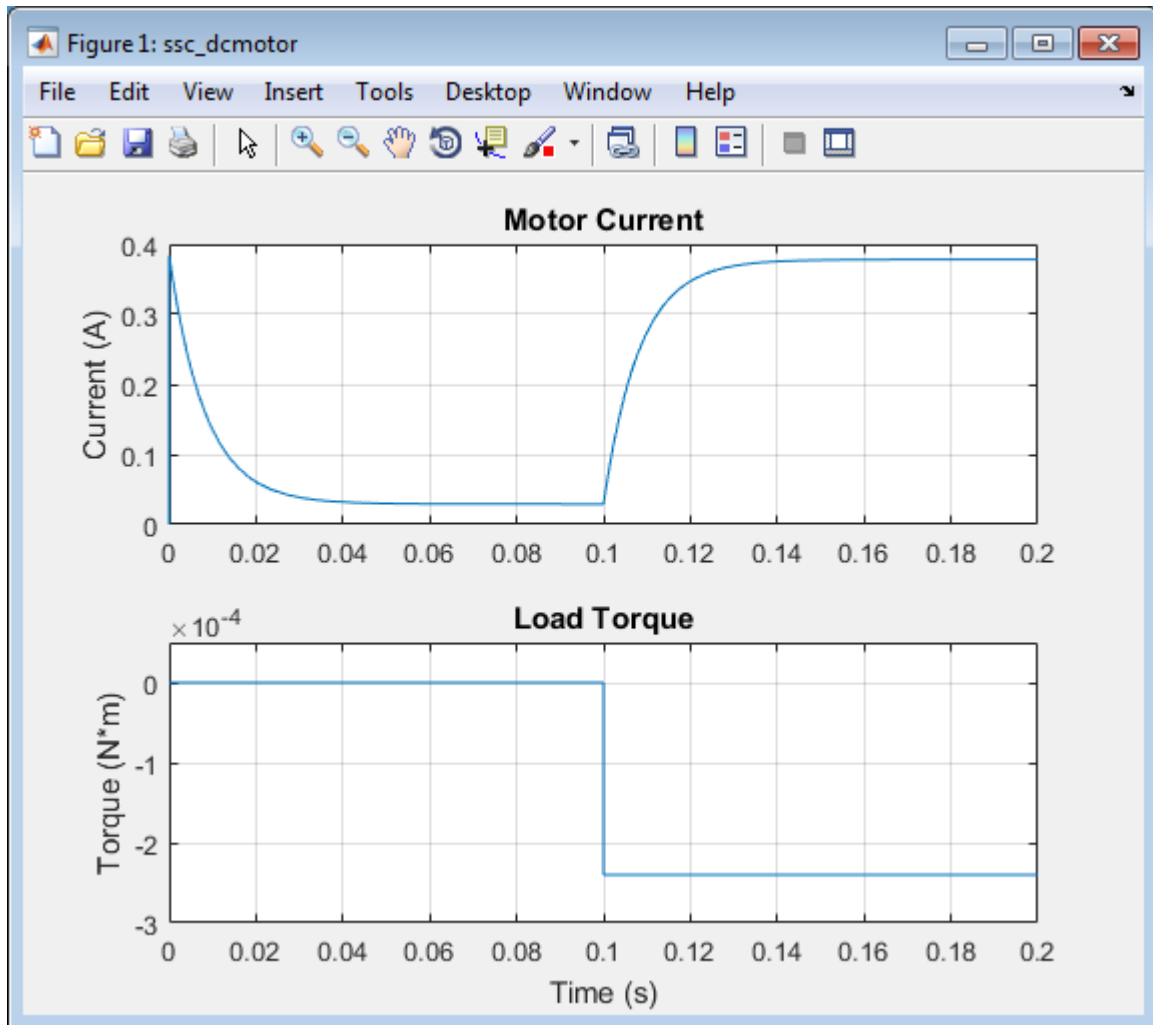 Figure 1: ssc_dcmotor
File Edit View Insert Tools Desktop Window Help
Motor Current
Current (A)
0.4
0.3
0.2
0.1
0
0 0.02 0.04 0.06 0.08 0.1 0.12 0.14 0.16 0.18 0.2
Load Torque
×10⁻⁴
Torque (N*m)
0
-1
-2
-3
0 0.02 0.04 0.06 0.08 0.1 0.12 0.14 0.16 0.18 0.2
Time (s)